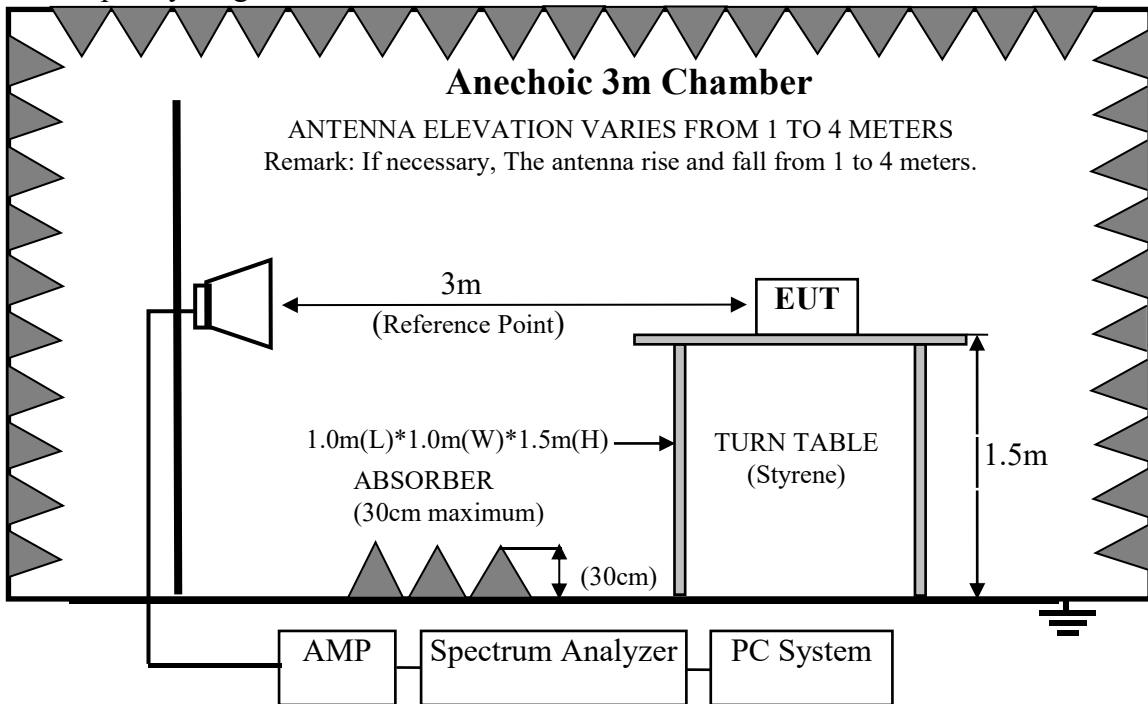 Anechoic 3m Chamber
ANTENNA ELEVATION VARIES FROM 1 TO 4 METERS
Remark: If necessary, The antenna rise and fall from 1 to 4 meters.
3m
(Reference Point)
EUT
1.0m(L)*1.0m(W)*1.5m(H)
TURN TABLE
(Styrene)
1.5m
ABSORBER
(30cm maximum)
(30cm)
AMP
Spectrum Analyzer
PC System